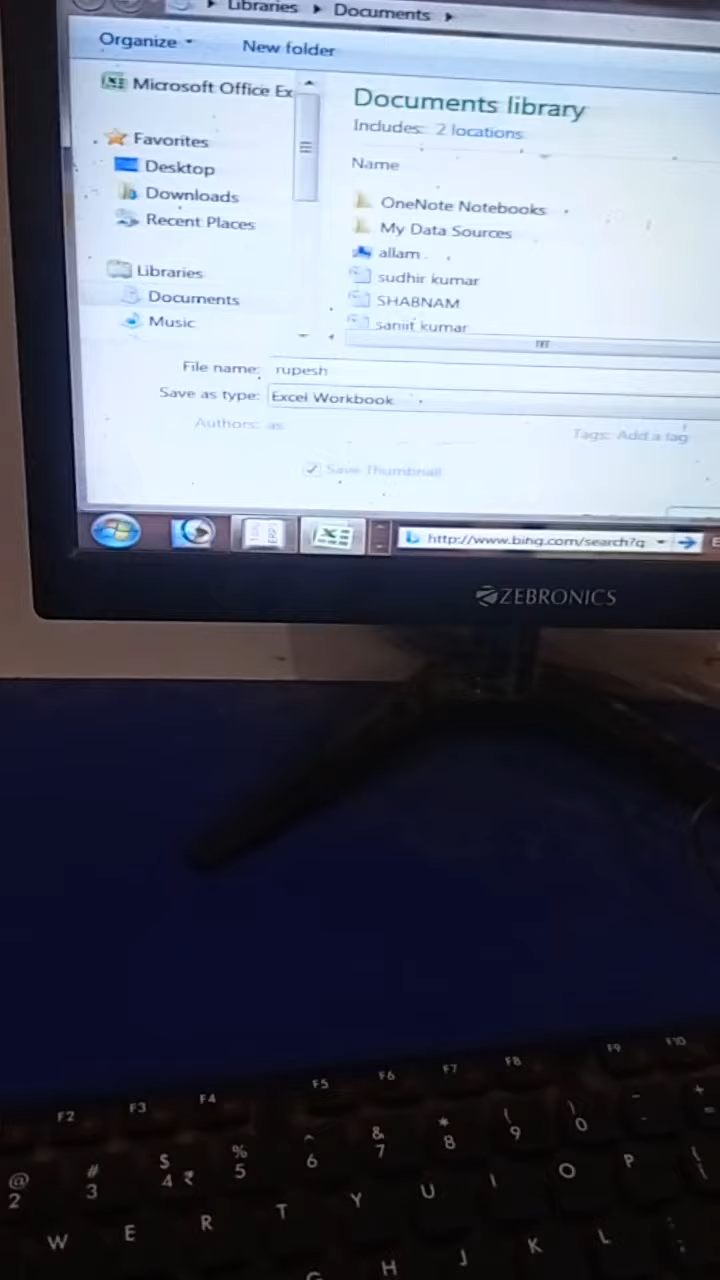 Libraries ▸ Documents ▸
Organize
New folder
Microsoft Office Ex
Favorites
Desktop
Downloads
Recent Places
Libraries
Documents
Music
Documents library
Includes: 2 locations
Name
OneNote Notebooks
My Data Sources
allam
sudhir kumar
SHABNAM
sanjit kumar
File name: rupesh
Save as type: Excel Workbook
Authors: as
Tags: Add a tag
Save Thumbnail
http://www.bing.com/search?q
ZEBRONICS
F2 F3 F4 F5 F6 F7 F8 F9 F10
@ # $ % ^ & * ( ) - +
2 3 4 ₹ 5 6 7 8 9 0 =
W E R T Y U I O P {
G H J K L